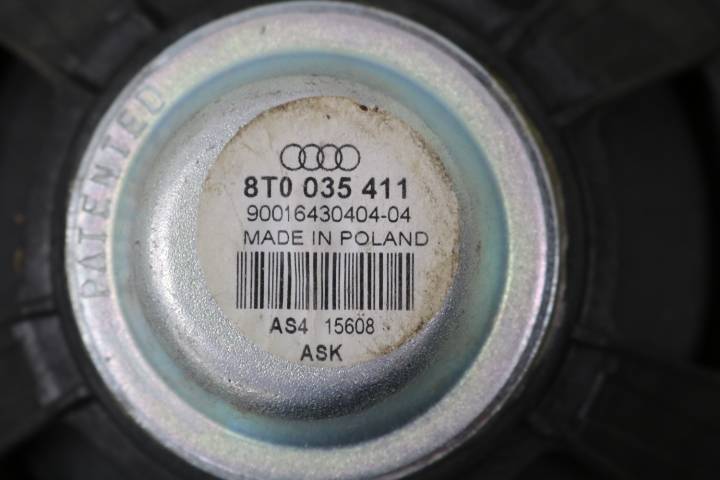 PATENTED
8T0 035 411
90016430404-04
MADE IN POLAND
AS4 15608
ASK